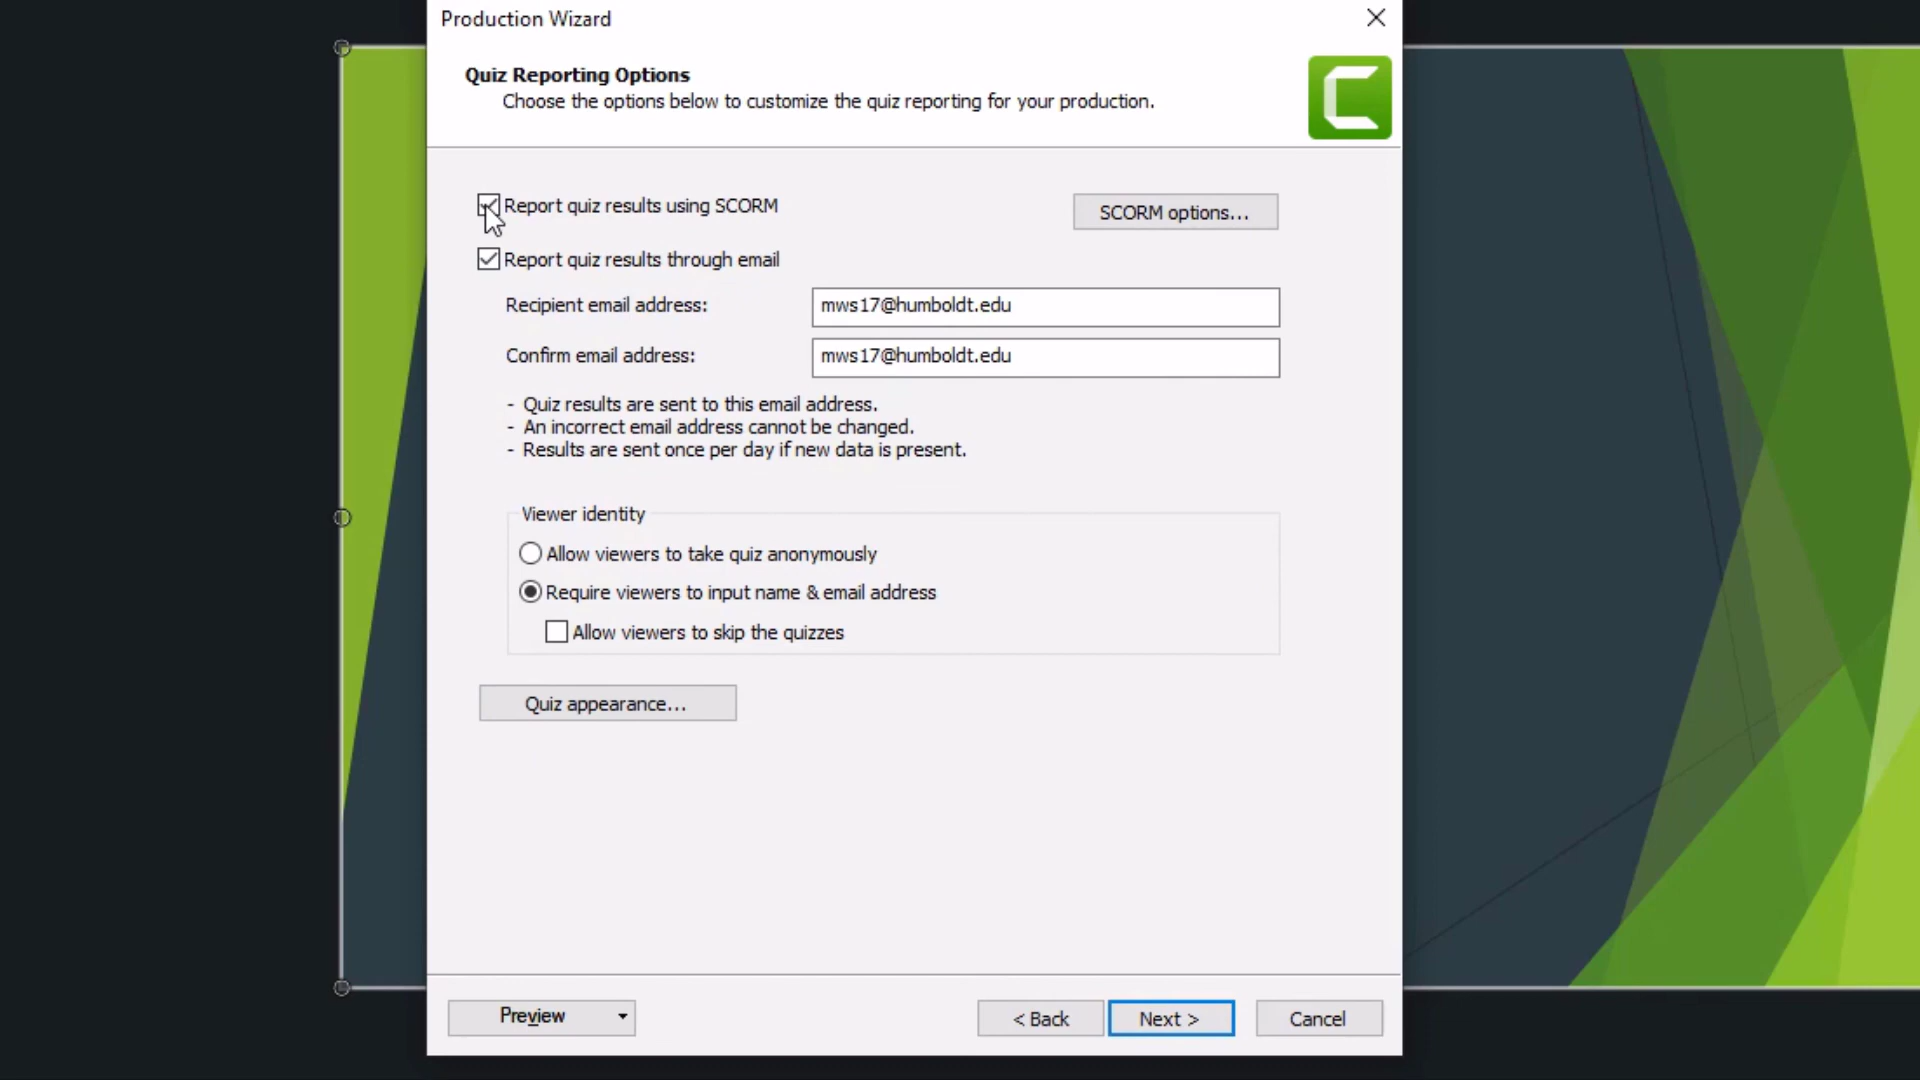 Production Wizard
Quiz Reporting Options
Choose the options below to customize the quiz reporting for your production.
Report quiz results using SCORM
SCORM options...
Report quiz results through email
Recipient email address:
mws17@humboldt.edu
Confirm email address:
mws17@humboldt.edu
- Quiz results are sent to this email address.
- An incorrect email address cannot be changed.
- Results are sent once per day if new data is present.
Viewer identity
Allow viewers to take quiz anonymously
Require viewers to input name & email address
Allow viewers to skip the quizzes
Quiz appearance...
Preview
< Back
Next >
Cancel